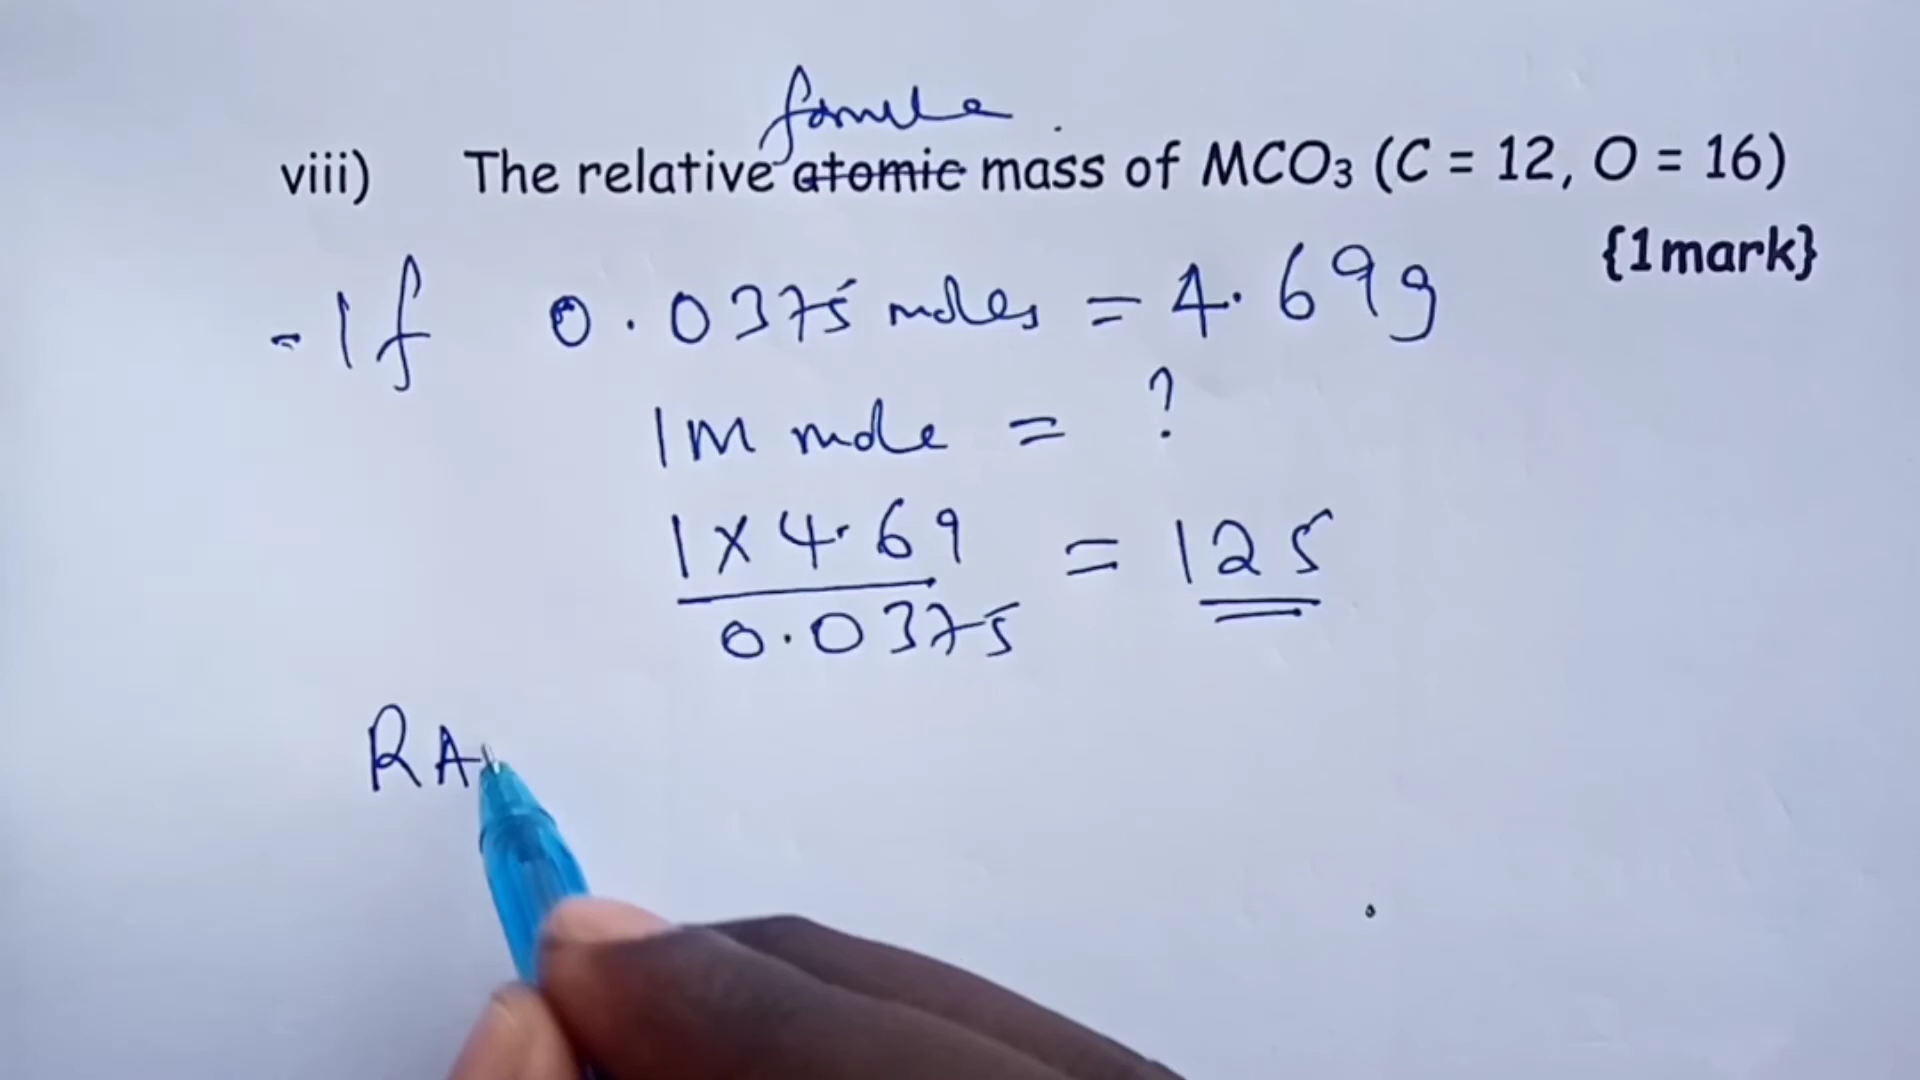 formula
viii) The relative atomic mass of MCO₃ (C = 12, O = 16)
{1mark}
- If 0.0375 moles = 4.69g
1M mole = ?
1 x 4.69 = 125
0.0375
RA